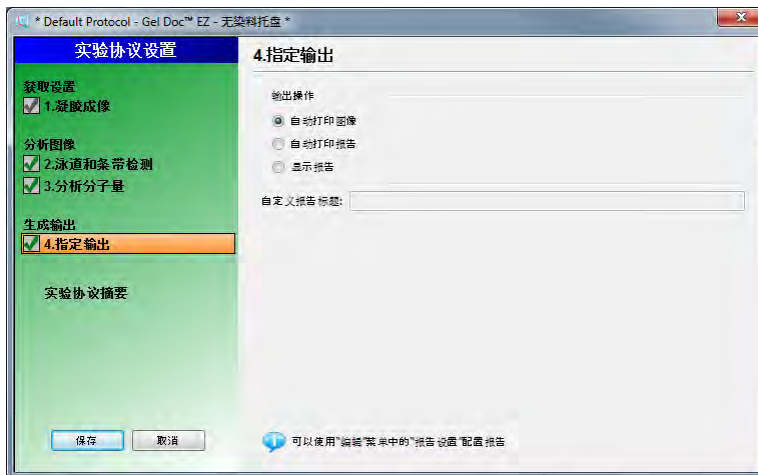 * Default Protocol - Gel Doc™ EZ - 无染料托盘 *
实验协议设置
获取设置
1.凝胶成像
分析图像
2.泳道和条带检测
3.分析分子量
生成输出
4.指定输出
实验协议摘要
保存
取消
4.指定输出
输出操作
自动打印图像
自动打印报告
显示报告
自定义报告标题:
可以使用"编辑"菜单中的"报告设置"配置报告